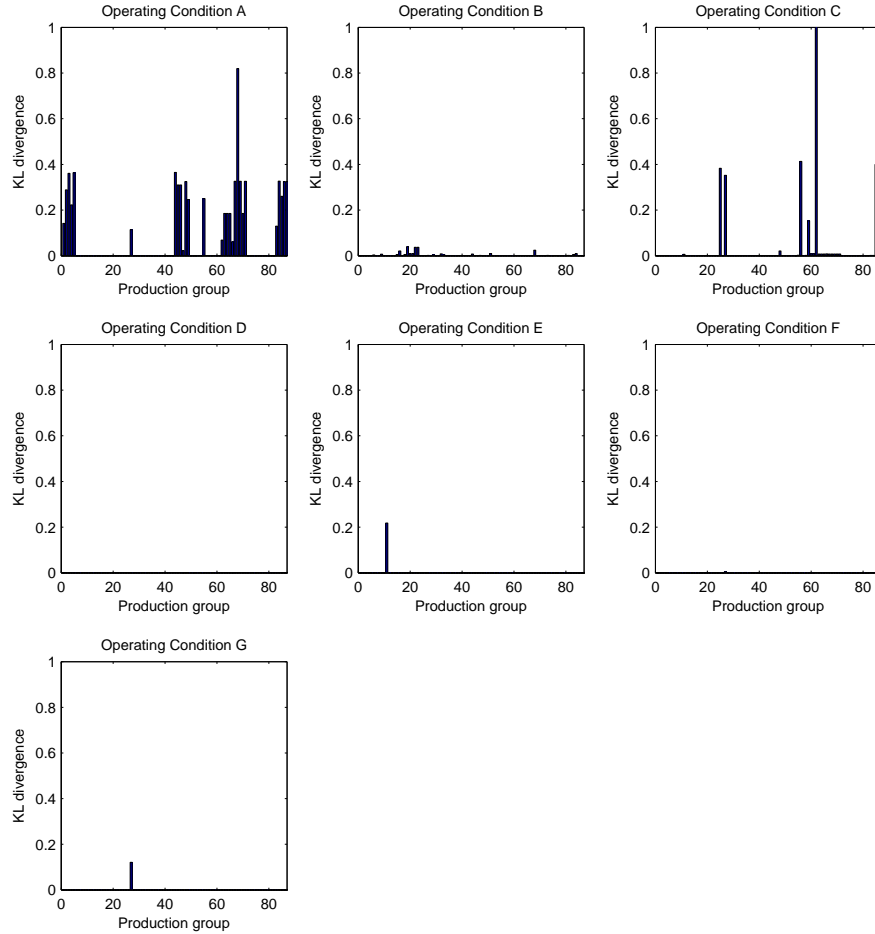 Operating Condition A
1
0.8
0.6
0.4
0.2
0
KL divergence
0 20 40 60 80
Production group
Operating Condition B
1
0.8
0.6
0.4
0.2
0
KL divergence
0 20 40 60 80
Production group
Operating Condition C
1
0.8
0.6
0.4
0.2
0
KL divergence
0 20 40 60 80
Production group
Operating Condition D
1
0.8
0.6
0.4
0.2
0
KL divergence
0 20 40 60 80
Production group
Operating Condition E
1
0.8
0.6
0.4
0.2
0
KL divergence
0 20 40 60 80
Production group
Operating Condition F
1
0.8
0.6
0.4
0.2
0
KL divergence
0 20 40 60 80
Production group
Operating Condition G
1
0.8
0.6
0.4
0.2
0
KL divergence
0 20 40 60 80
Production group